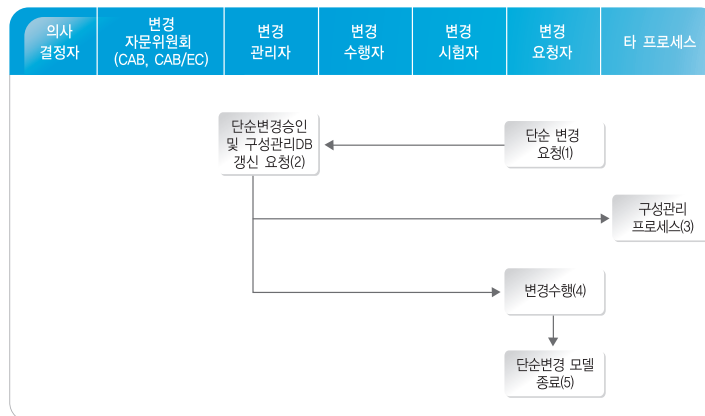 의사
결정자
변경
자문위원회
(CAB, CAB/EC)
변경
관리자
변경
수행자
변경
시험자
변경
요청자
타 프로세스
단순변경승인
및 구성관리DB
갱신 요청(2)
단순 변경
요청(1)
구성관리
프로세스(3)
변경수행(4)
단순변경 모델
종료(5)